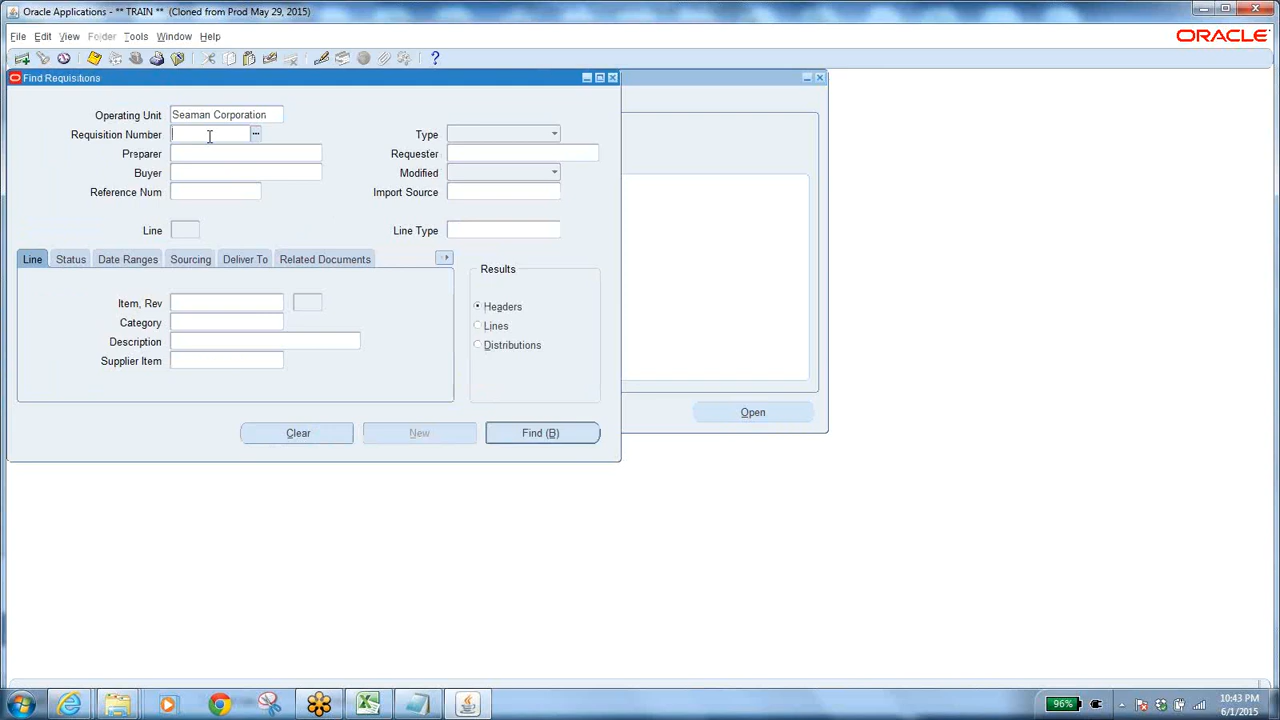 Oracle Applications - ** TRAIN ** (Cloned from Prod May 29, 2015)
File Edit View Folder Tools Window Help
ORACLE
Find Requisitions
Operating Unit Seaman Corporation
Requisition Number Type
Preparer Requester
Buyer Modified
Reference Num Import Source
Line Line Type
Line Status Date Ranges Sourcing Deliver To Related Documents
Results
Item, Rev Headers
Category Lines
Description Distributions
Supplier Item
Open
Clear New Find (B)
96% 10:43 PM
6/1/2015